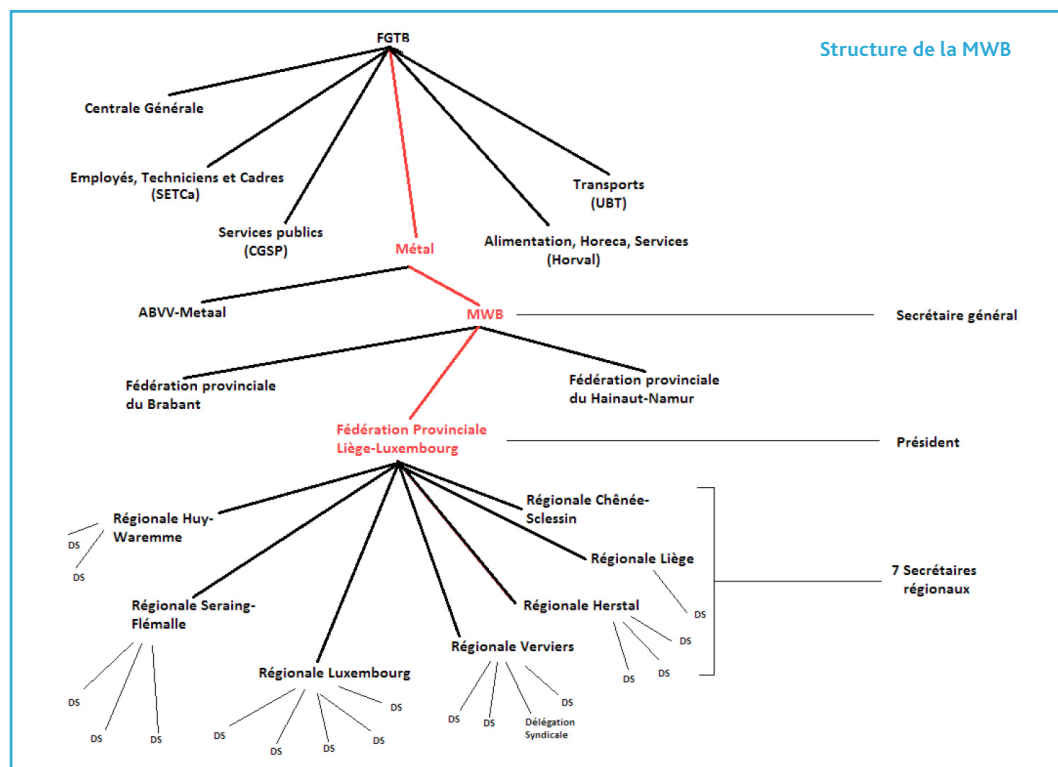 Structure de la MWB
FGTB
Centrale Générale
Employés, Techniciens et Cadres
(SETCa)
Services publics
(CGSP)
Métal
Alimentation, Horeca, Services
(Horval)
Transports
(UBT)
ABVV-Metaal
MWB
Secrétaire général
Fédération provinciale
du Brabant
Fédération provinciale
du Hainaut-Namur
Fédération Provinciale
Liège-Luxembourg
Président
Régionale Huy-
Waremme
DS
DS
Régionale Seraing-
Flémalle
DS
DS
DS
Régionale Luxembourg
DS
DS
DS
DS
DS
Régionale Verviers
DS
DS
Délégation
Syndicale
DS
Régionale Herstal
DS
DS
DS
Régionale Liège
DS
Régionale Chênée-
Sclessin
7 Secrétaires
régionaux